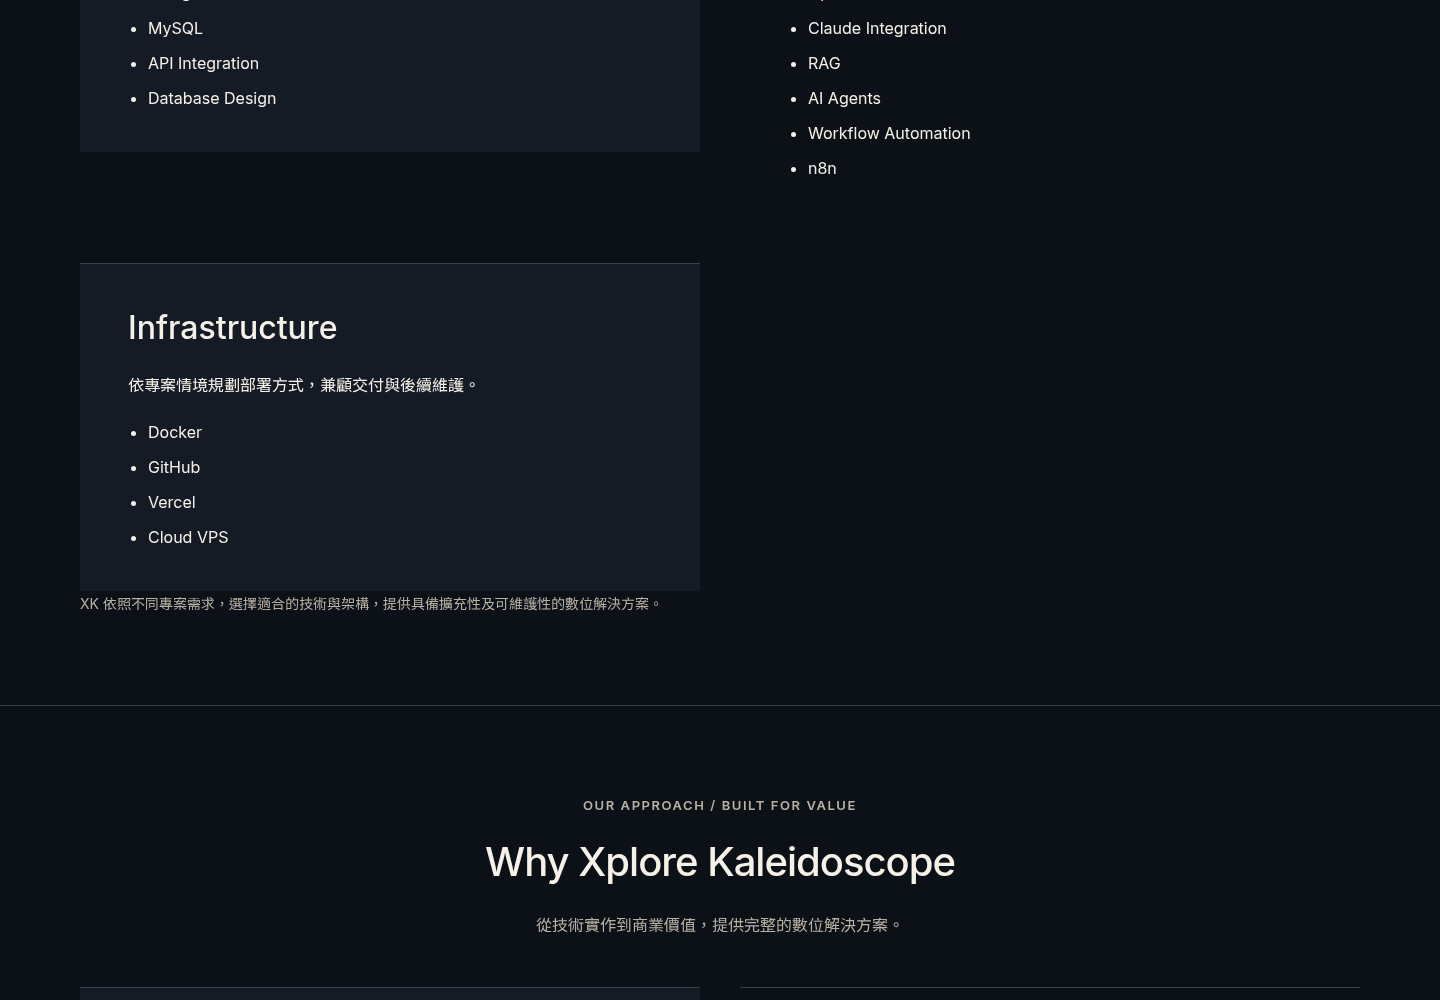 MySQL
API Integration
Database Design
Claude Integration
RAG
AI Agents
Workflow Automation
n8n
Infrastructure
依專案情境規劃部署方式，兼顧交付與後續維護。
Docker
GitHub
Vercel
Cloud VPS
XK 依照不同專案需求，選擇適合的技術與架構，提供具備擴充性及可維護性的數位解決方案。
OUR APPROACH / BUILT FOR VALUE
Why Xplore Kaleidoscope
從技術實作到商業價值，提供完整的數位解決方案。